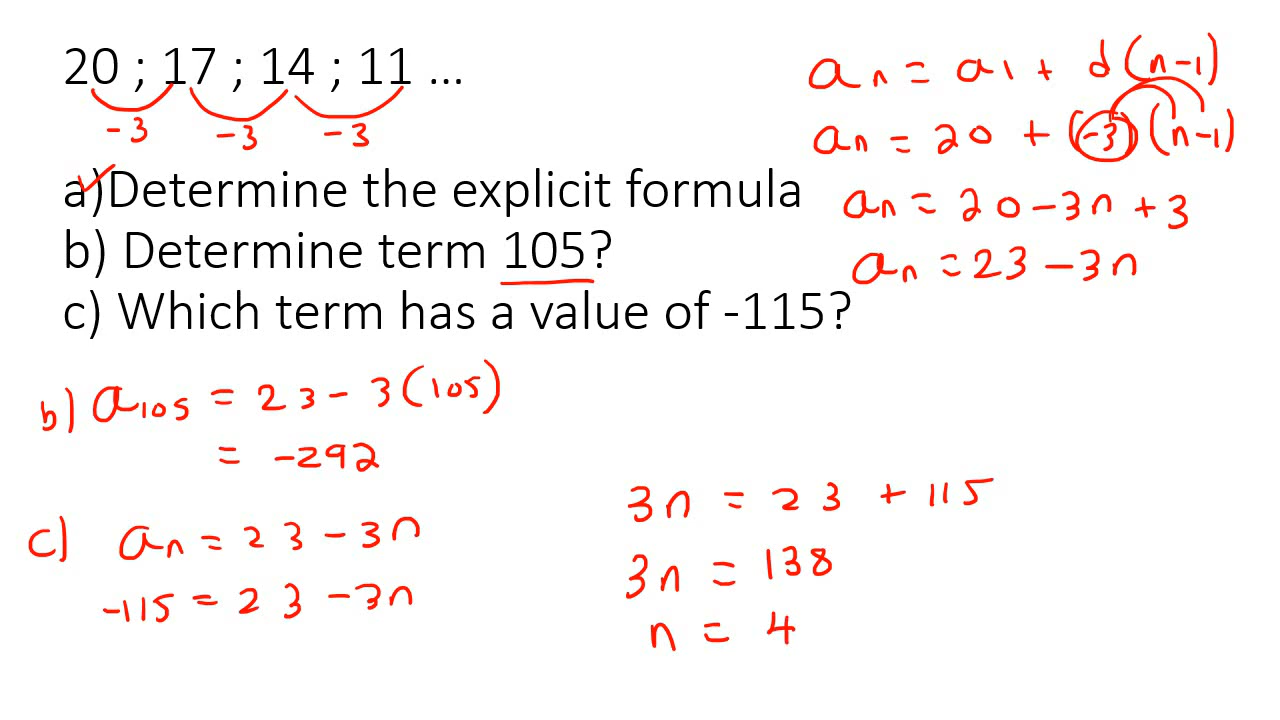 20 ; 17 ; 14 ; 11 ...
-3 -3 -3
a)Determine the explicit formula
b) Determine term 105?
c) Which term has a value of -115?
an = a1 + d(n-1)
an = 20 + (-3)(n-1)
an = 20-3n +3
an = 23-3n
b) a105 = 23-3(105)
= -292
c) an = 23-3n
-115 = 23-3n
3n = 23 + 115
3n = 138
n = 4